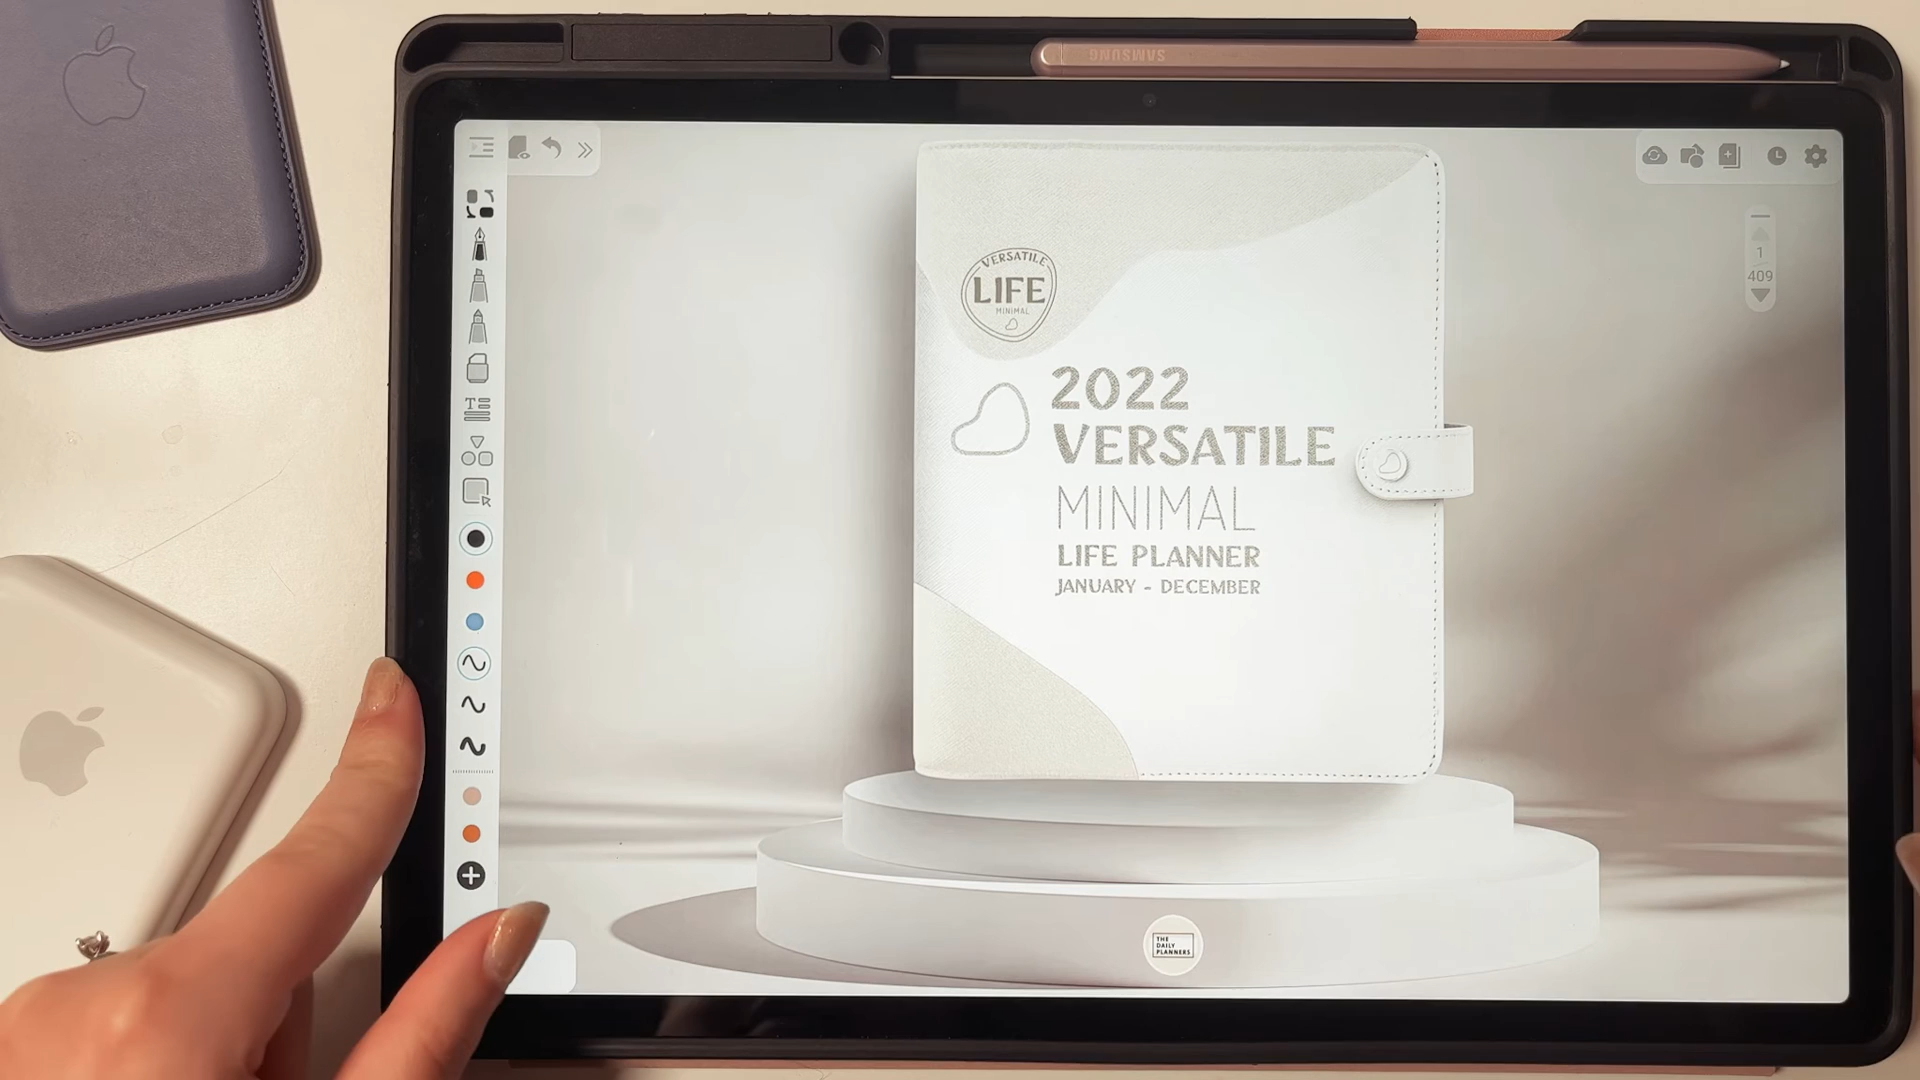 SAMSUNG
1
409
VERSATILE
LIFE
MINIMAL
2022
VERSATILE
MINIMAL
LIFE PLANNER
JANUARY - DECEMBER
THE
DAILY
PLANNERS